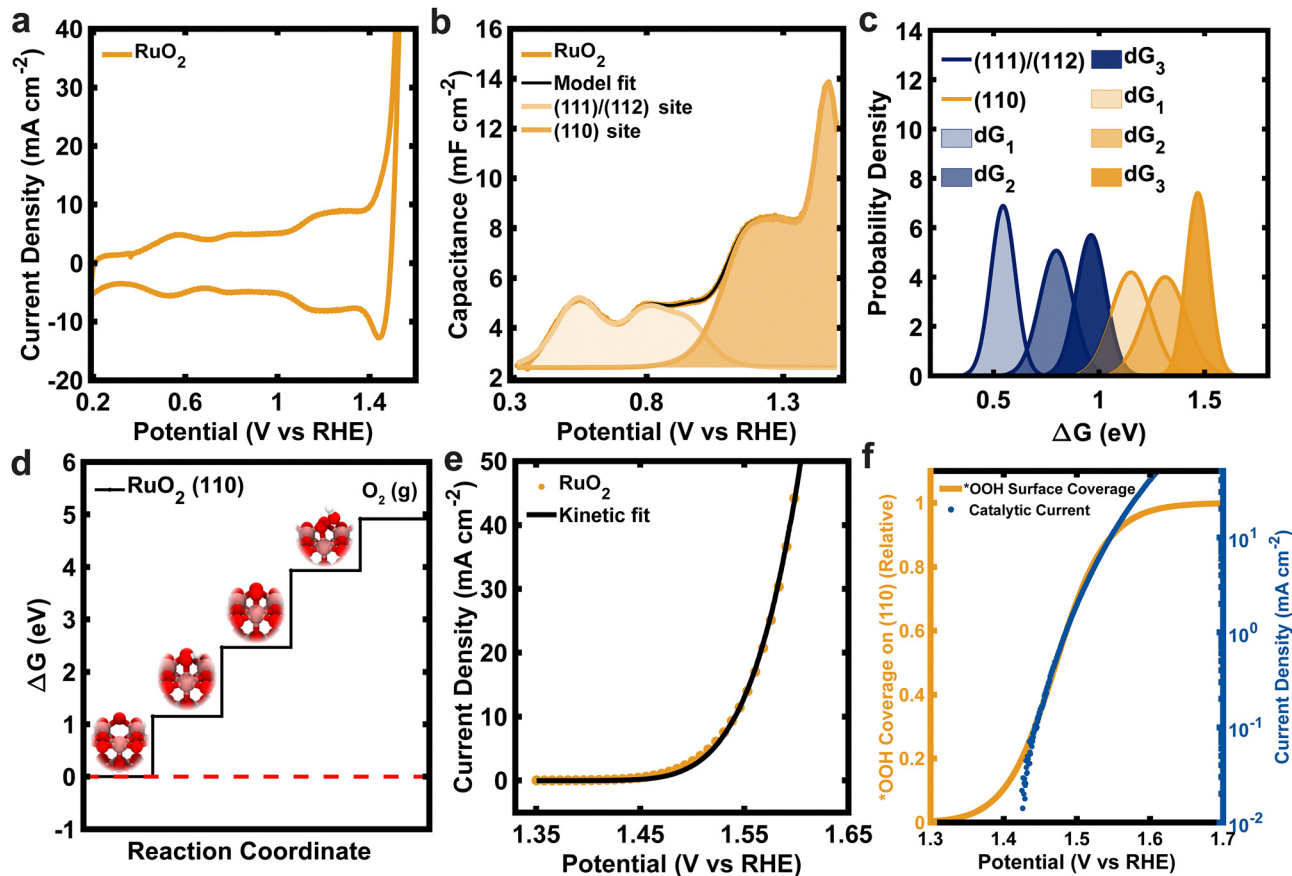 a
40
30
20
10
0
-10
-20
Current Density (mA cm⁻²)
RuO₂
0.2
0.6
1
1.4
Potential (V vs RHE)
b
16
14
12
10
8
6
4
2
Capacitance (mF cm⁻²)
RuO₂
Model fit
(111)/(112) site
(110) site
0.3
0.8
1.3
Potential (V vs RHE)
c
14
12
10
8
6
4
2
0
Probability Density
(111)/(112)
(110)
dG₁
dG₂
dG₃
dG₁
dG₂
dG₃
0.5
1
1.5
ΔG (eV)
d
6
5
4
3
2
1
0
-1
ΔG (eV)
RuO₂ (110)
O₂ (g)
Reaction Coordinate
e
50
40
30
20
10
0
Current Density (mA cm⁻²)
RuO₂
Kinetic fit
1.35
1.45
1.55
1.65
Potential (V vs RHE)
f
1
0.8
0.6
0.4
0.2
0
*OOH Coverage on (110) (Relative)
*OOH Surface Coverage
Catalytic Current
10¹
10⁰
10⁻¹
10⁻²
Current Density (mA cm⁻²)
1.3
1.4
1.5
1.6
1.7
Potential (V vs RHE)